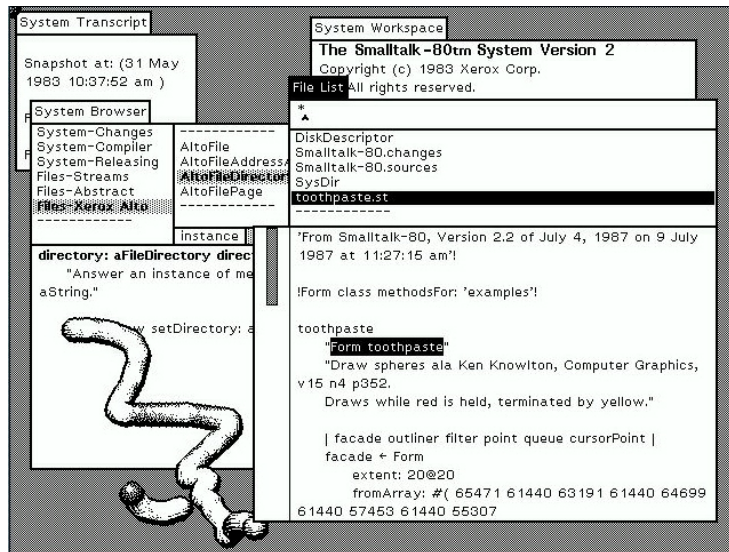 System Transcript
Snapshot at: (31 May
1983 10:37:52 am )
System Workspace
The Smalltalk-80tm System Version 2
Copyright (c) 1983 Xerox Corp.
All rights reserved.
System Browser
System-Changes
System-Compiler
System-Releasing
Files-Streams
Files-Abstract
Files-Xerox Alto
-------------
------------
AltoFile
AltoFileAddressA
AltoFileDirector
AltoFilePage
------------
instance
directory: aFileDirectory direc
"Answer an instance of me
aString."
w setDirectory: a
File List
*
DiskDescriptor
Smalltalk-80.changes
Smalltalk-80.sources
SysDir
toothpaste.st
-------------
'From Smalltalk-80, Version 2.2 of July 4, 1987 on 9 July
1987 at 11:27:15 am'!
!Form class methodsFor: 'examples'!
toothpaste
"Form toothpaste"
"Draw spheres ala Ken Knowlton, Computer Graphics,
v15 n4 p352.
Draws while red is held, terminated by yellow."
| facade outliner filter point queue cursorPoint |
facade ← Form
extent: 20@20
fromArray: #( 65471 61440 63191 61440 64699
61440 57453 61440 55307